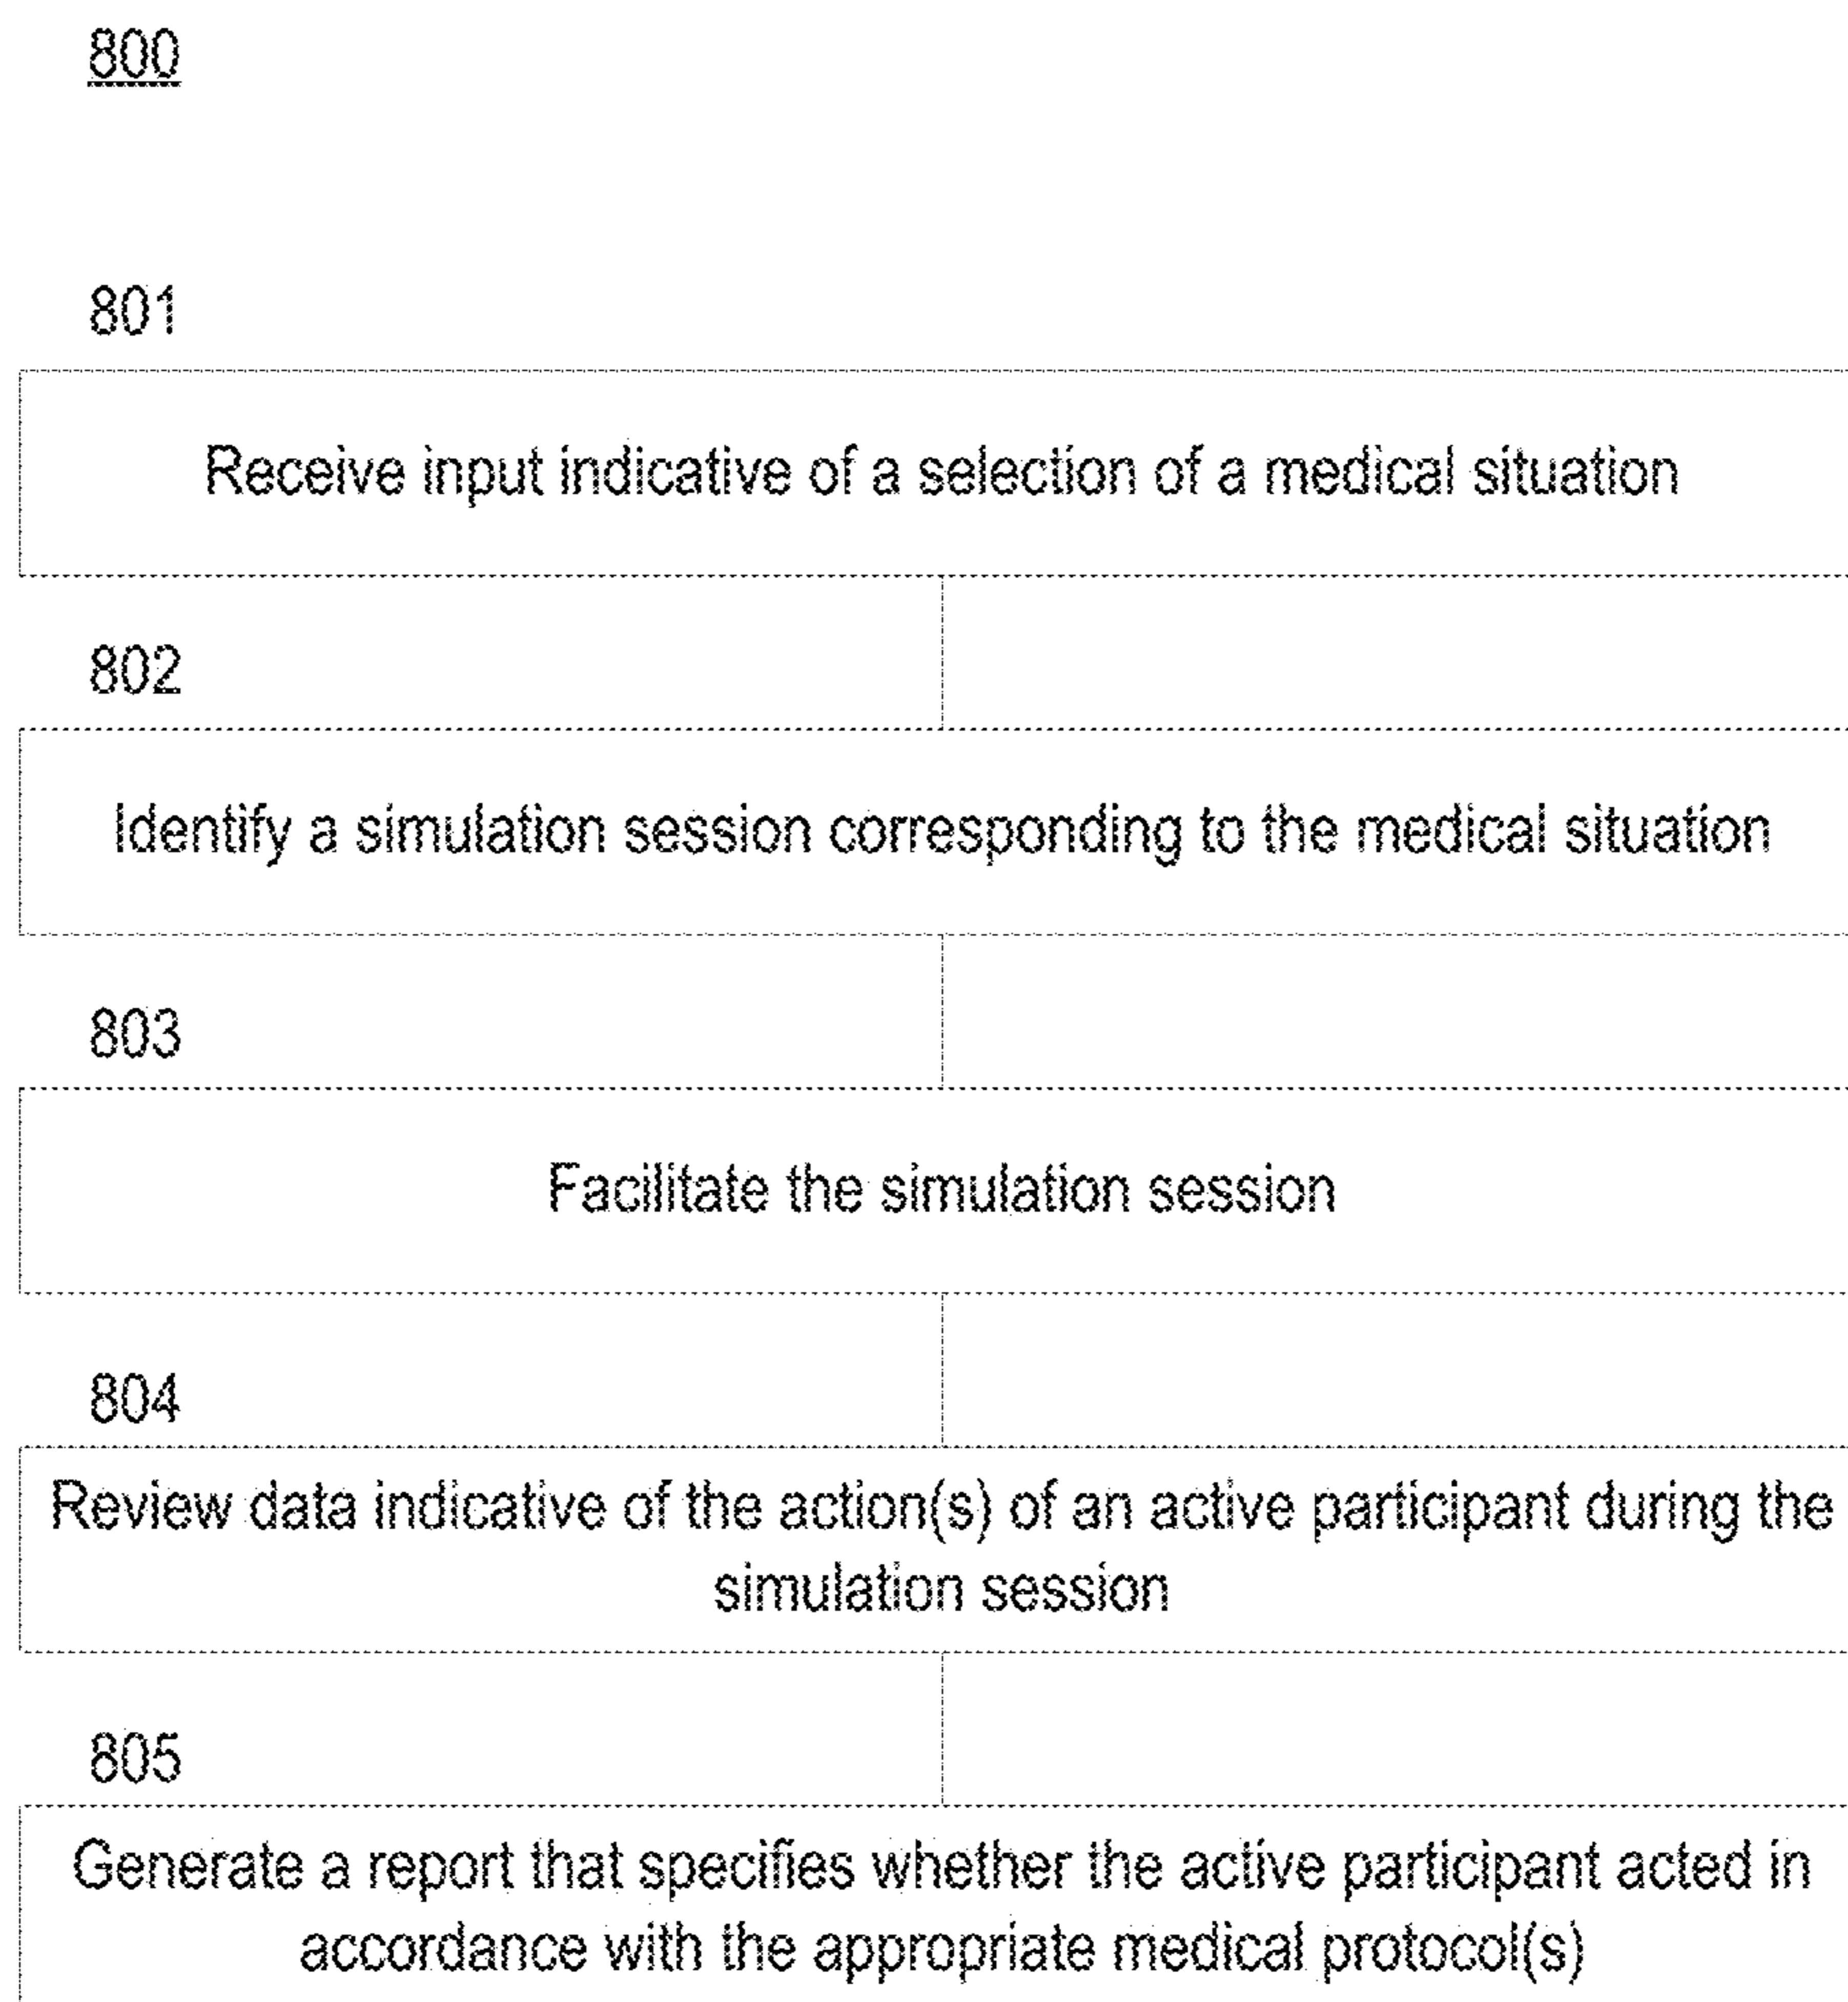 800
801
Receive input indicative of a selection of a medical situation
802
Identify a simulation session corresponding to the medical situation
803
Facilitate the simulation session
804
Review data indicative of the action(s) of an active participant during the
simulation session
805
Generate a report that specifies whether the active participant acted in
accordance with the appropriate medical protocol(s)